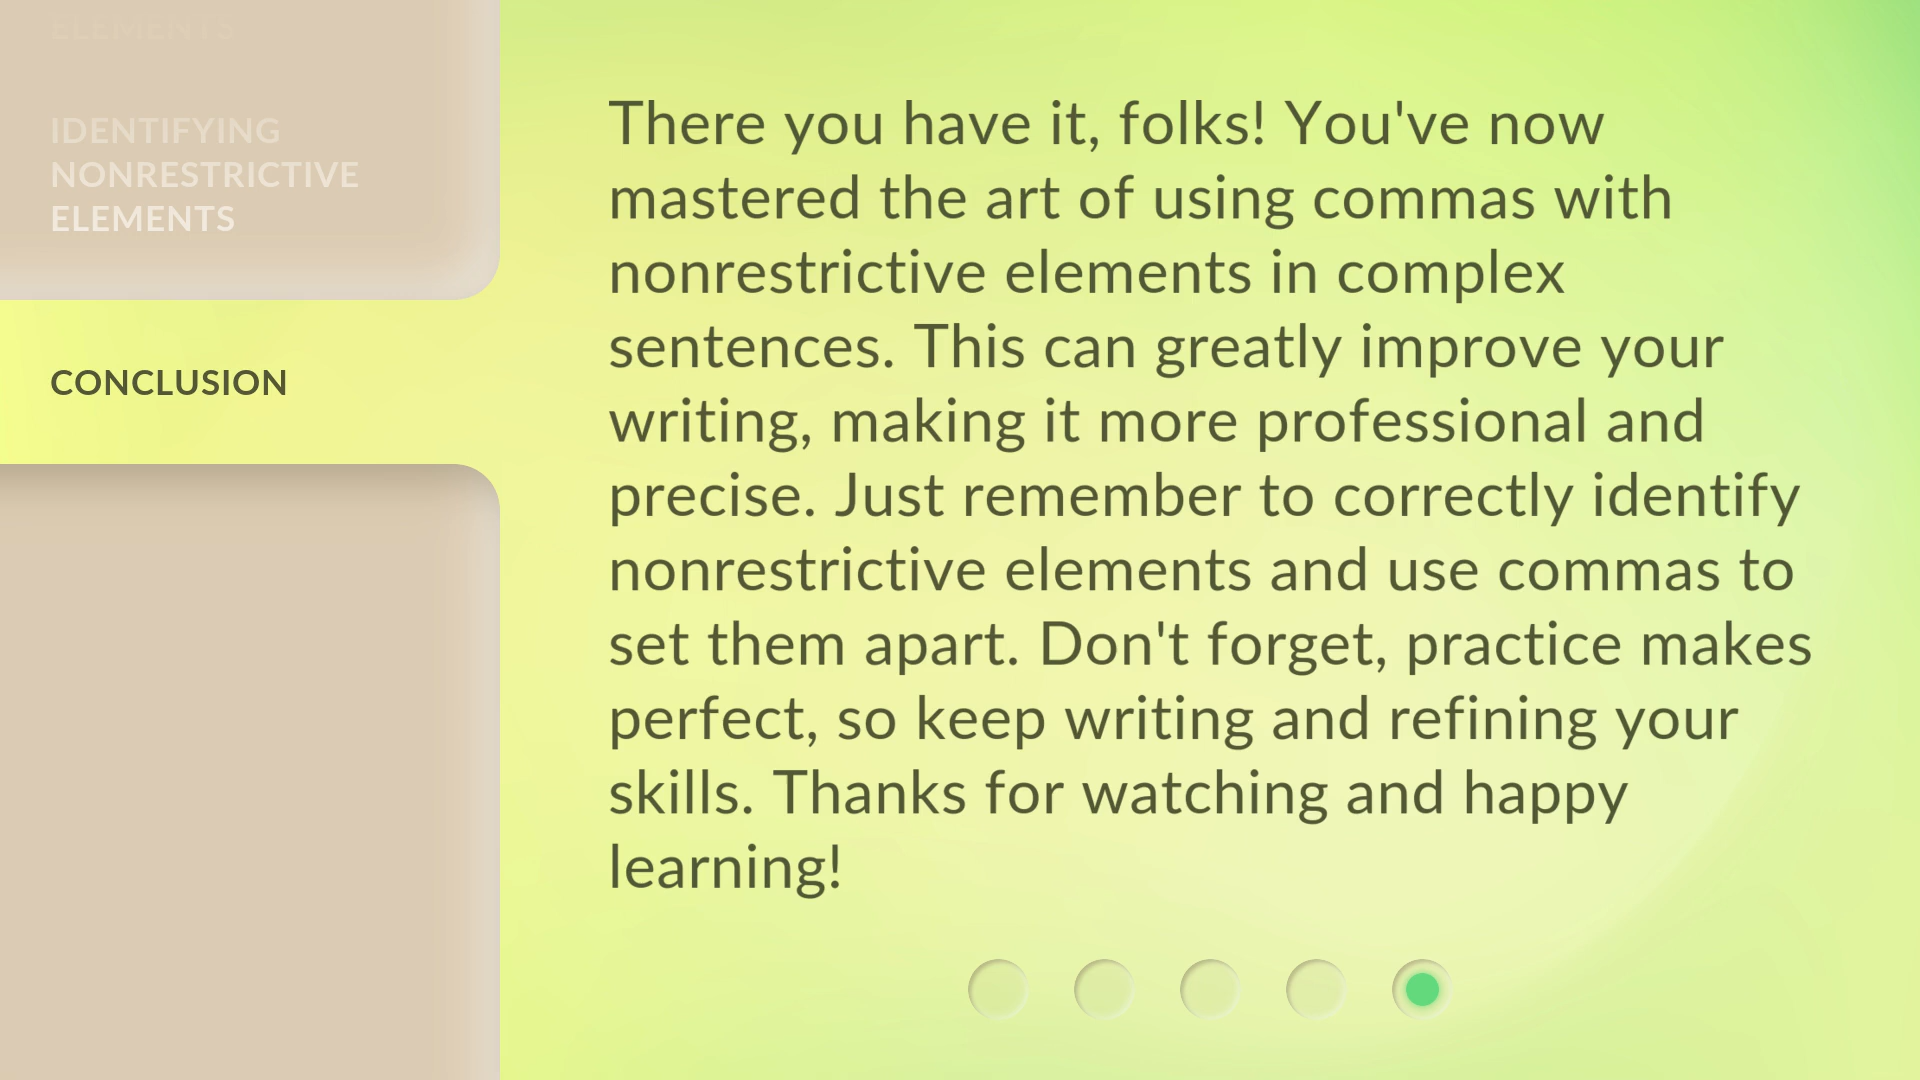 ELEMENTS
IDENTIFYING
NONRESTRICTIVE
ELEMENTS
CONCLUSION
There you have it, folks! You've now
mastered the art of using commas with
nonrestrictive elements in complex
sentences. This can greatly improve your
writing, making it more professional and
precise. Just remember to correctly identify
nonrestrictive elements and use commas to
set them apart. Don't forget, practice makes
perfect, so keep writing and refining your
skills. Thanks for watching and happy
learning!